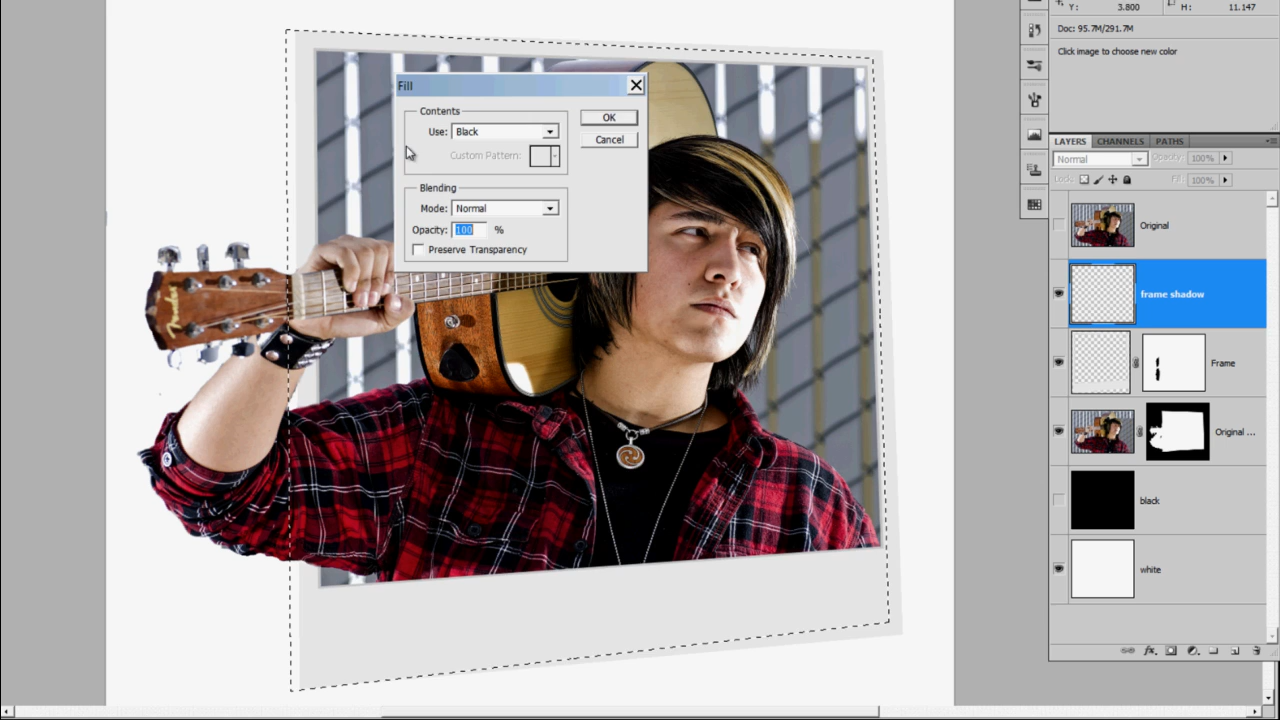 Y: 3.800 H: 11.147
Doc: 95.7M/291.7M
Click image to choose new color
Fill
Contents
Use: Black
OK
Cancel
Custom Pattern:
Blending
Mode: Normal
Opacity: 100 %
Preserve Transparency
LAYERS CHANNELS PATHS
Normal Opacity: 100%
Lock: Fill: 100%
Original
frame shadow
Frame
Original ...
black
white
fx
Fender